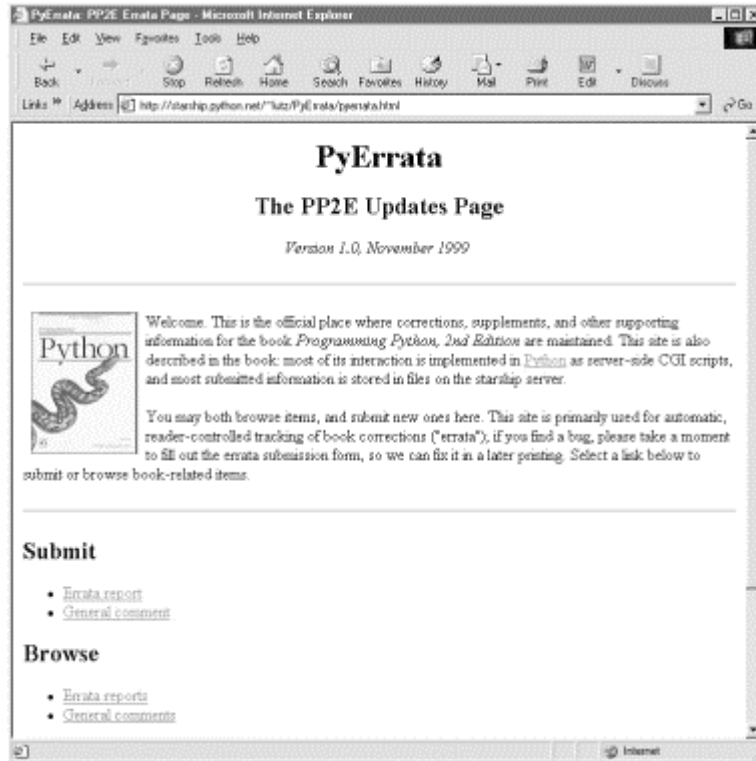 PyErrata: PP2E Errata Page - Microsoft Internet Explorer
File Edit View Favorites Tools Help
Back Stop Refresh Home Search Favorites History Mail Print Edit Discuss
Links » Address http://starship.python.net/~lutz/PyErrata/pyerrata.html Go
PyErrata
The PP2E Updates Page
Version 1.0, November 1999
Python
Welcome. This is the official place where corrections, supplements, and other supporting
information for the book Programming Python, 2nd Edition are maintained. This site is also
described in the book: most of its interaction is implemented in Python as server-side CGI scripts,
and most submitted information is stored in files on the starship server.
You may both browse items, and submit new ones here. This site is primarily used for automatic,
reader-controlled tracking of book corrections ("errata"); if you find a bug, please take a moment
to fill out the errata submission form, so we can fix it in a later printing. Select a link below to
submit or browse book-related items.
Submit
• Errata report
• General comment
Browse
• Errata reports
• General comments
Internet